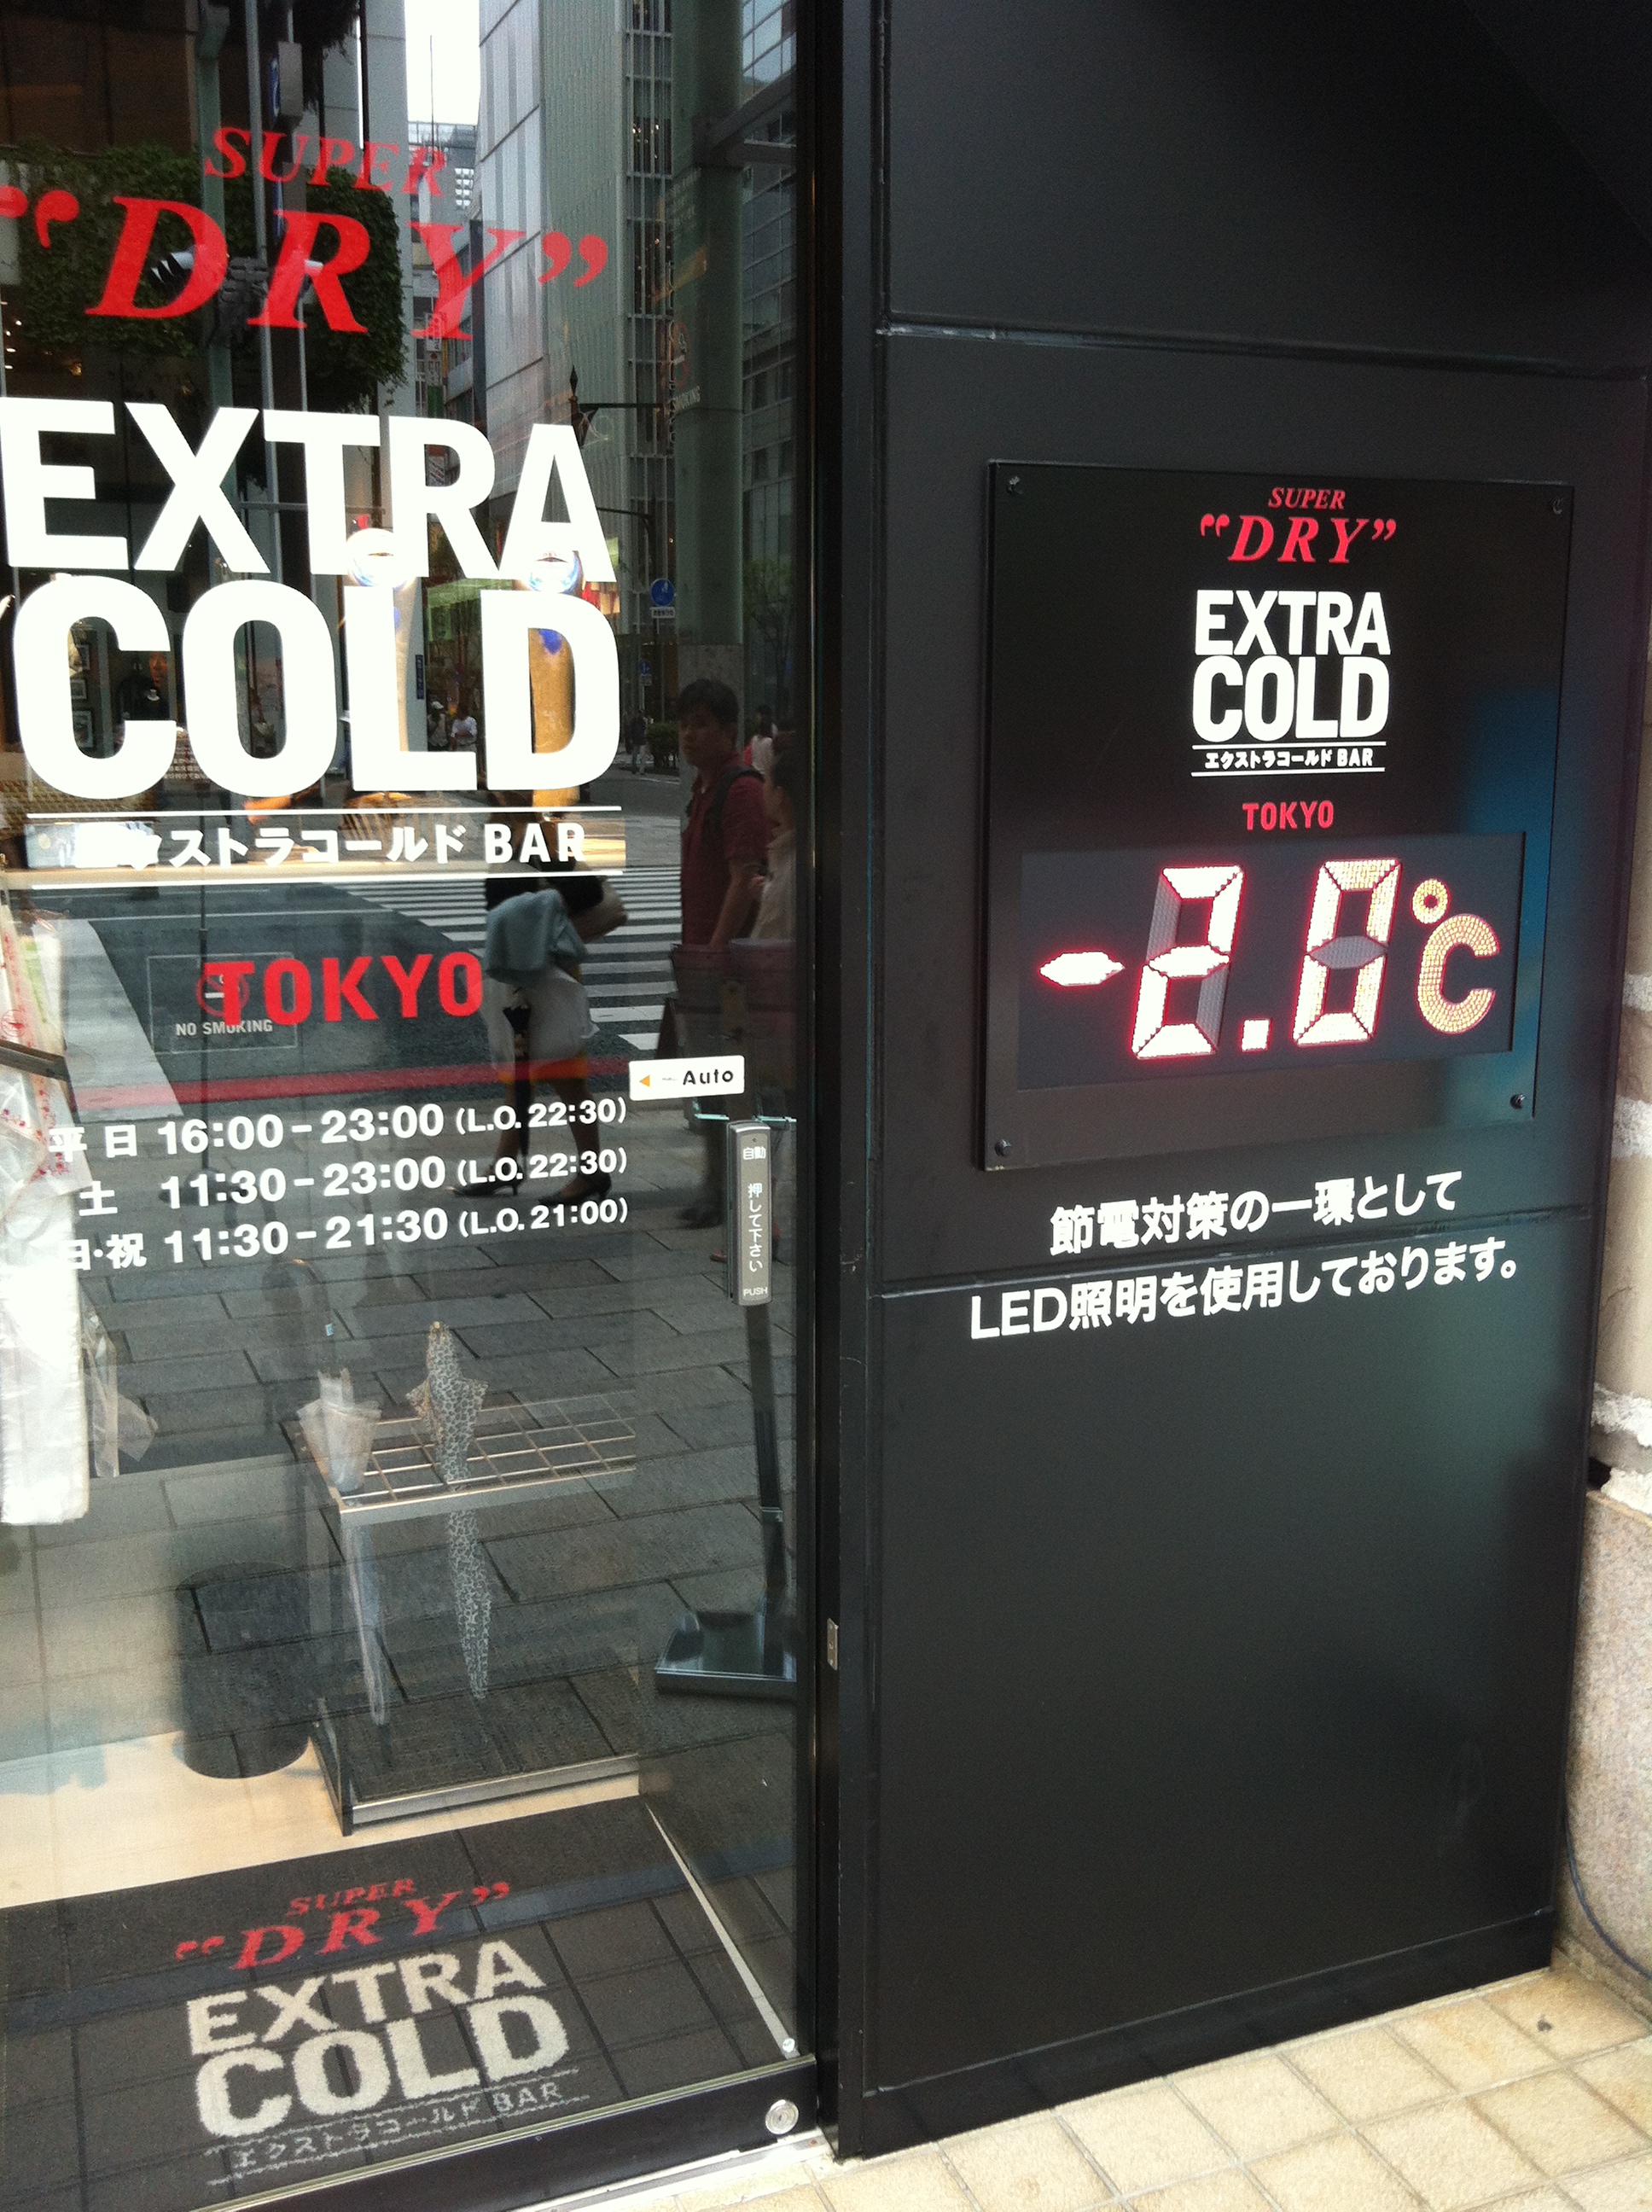 SUPER
"DRY"
EXTRA
COLD
エクストラコールド BAR
TOKYO
NO SMOKING
Auto
平日 16:00-23:00 (L.O. 22:30)
土 11:30-23:00 (L.O. 22:30)
日・祝 11:30-21:30 (L.O. 21:00)
自動
押して下さい
PUSH
SUPER
"DRY"
EXTRA
COLD
エクストラコールド BAR
SUPER
"DRY"
EXTRA
COLD
エクストラコールド BAR
TOKYO
-2.0℃
節電対策の一環として
LED照明を使用しております。